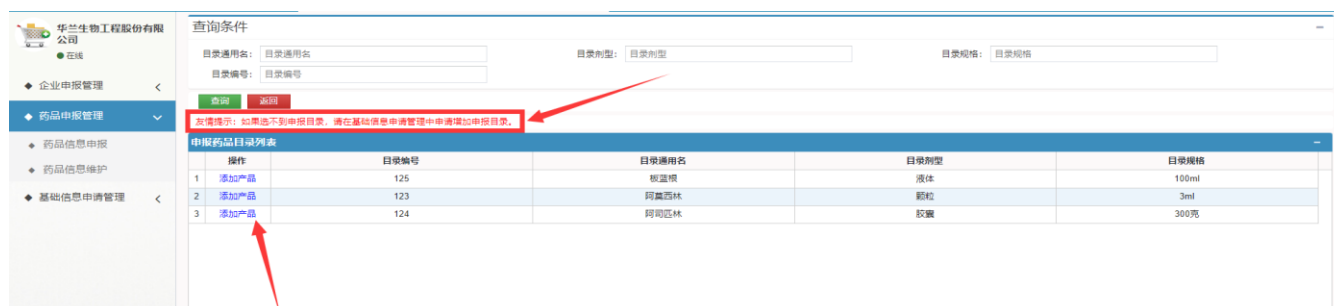 华兰生物工程股份有限
公司
在线
企业申报管理
药品申报管理
药品信息申报
药品信息维护
基础信息申请管理
查询条件
目录通用名: 目录通用名 目录剂型: 目录剂型 目录规格: 目录规格
目录编号: 目录编号
查询 返回
友情提示:如果选不到申报目录,请在基础信息申请管理中申请增加申报目录。
申报药品目录列表
操作 目录编号 目录通用名 目录剂型 目录规格
1 添加产品 125 板蓝根 液体 100ml
2 添加产品 123 阿莫西林 颗粒 3ml
3 添加产品 124 阿司匹林 胶囊 300克